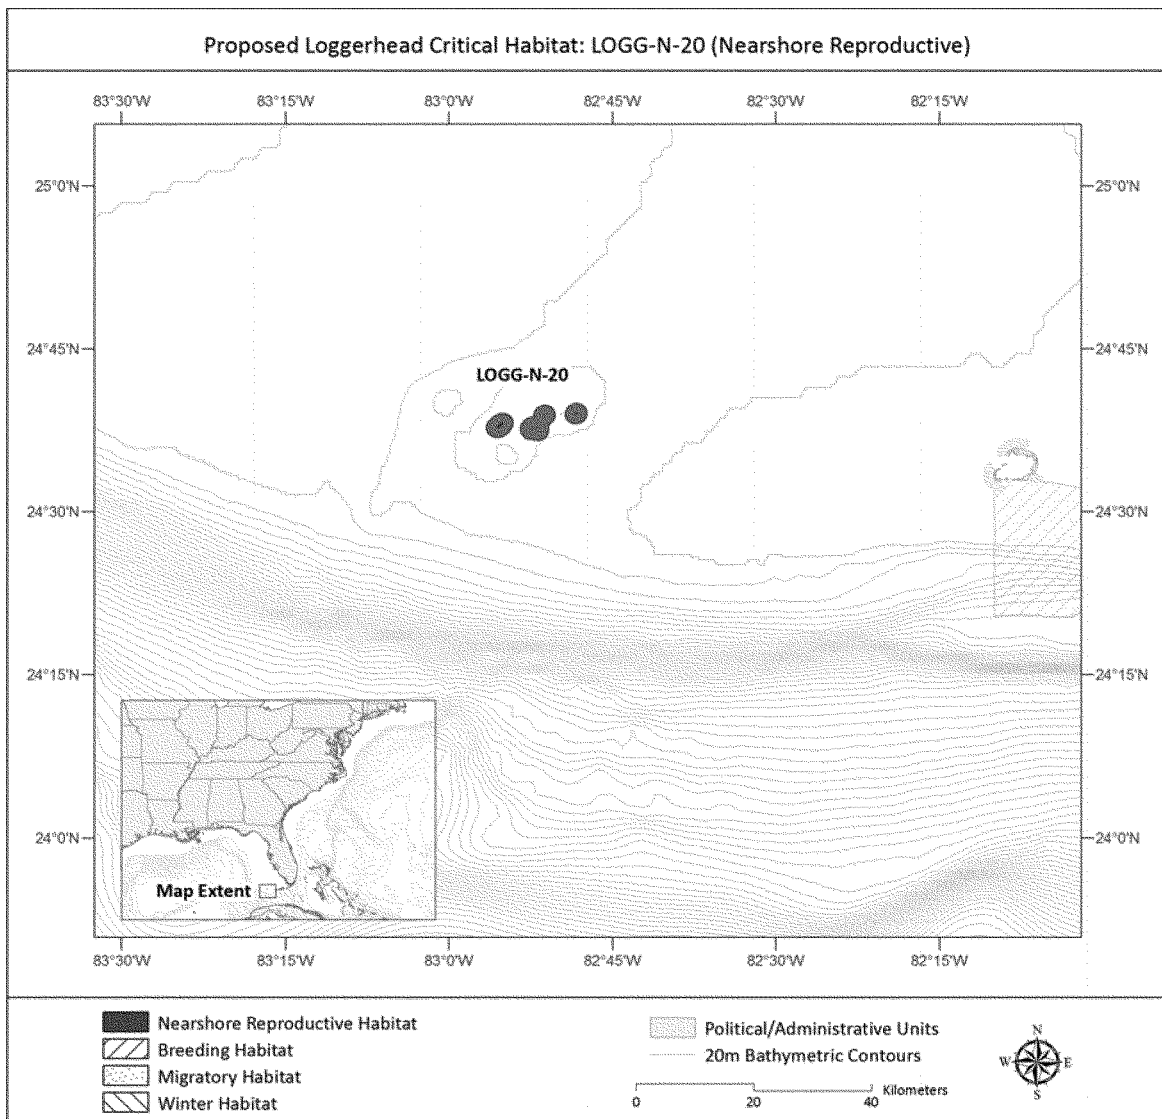 Proposed Loggerhead Critical Habitat: LOGG-N-20 (Nearshore Reproductive)
83°30'W 83°15'W 83°0'W 82°45'W 82°30'W 82°15'W
25°0'N 25°0'N
24°45'N 24°45'N
LOGG-N-20
24°30'N 24°30'N
24°15'N 24°15'N
24°0'N 24°0'N
Map Extent
83°30'W 83°15'W 83°0'W 82°45'W 82°30'W 82°15'W
Nearshore Reproductive Habitat
Breeding Habitat
Migratory Habitat
Winter Habitat
Political/Administrative Units
20m Bathymetric Contours
Kilometers
0 20 40
N
W E
S